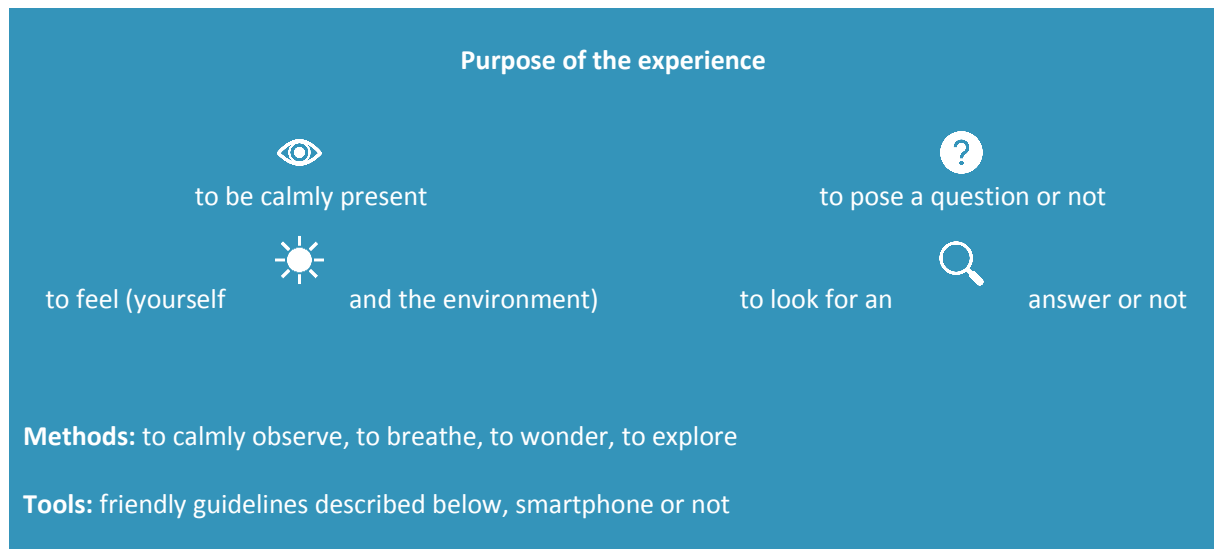 Purpose of the experience
to be calmly present
to pose a question or not
to feel (yourself and the environment)
to look for an answer or not
Methods: to calmly observe, to breathe, to wonder, to explore
Tools: friendly guidelines described below, smartphone or not